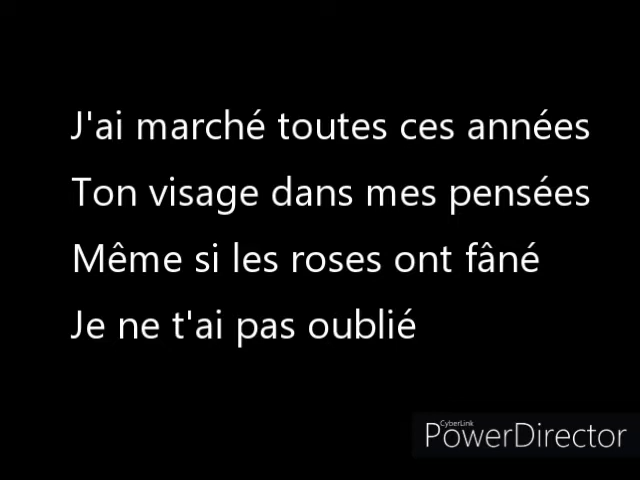 J'ai marché toutes ces années
Ton visage dans mes pensées
Même si les roses ont fâné
Je ne t'ai pas oublié
CyberLink
PowerDirector